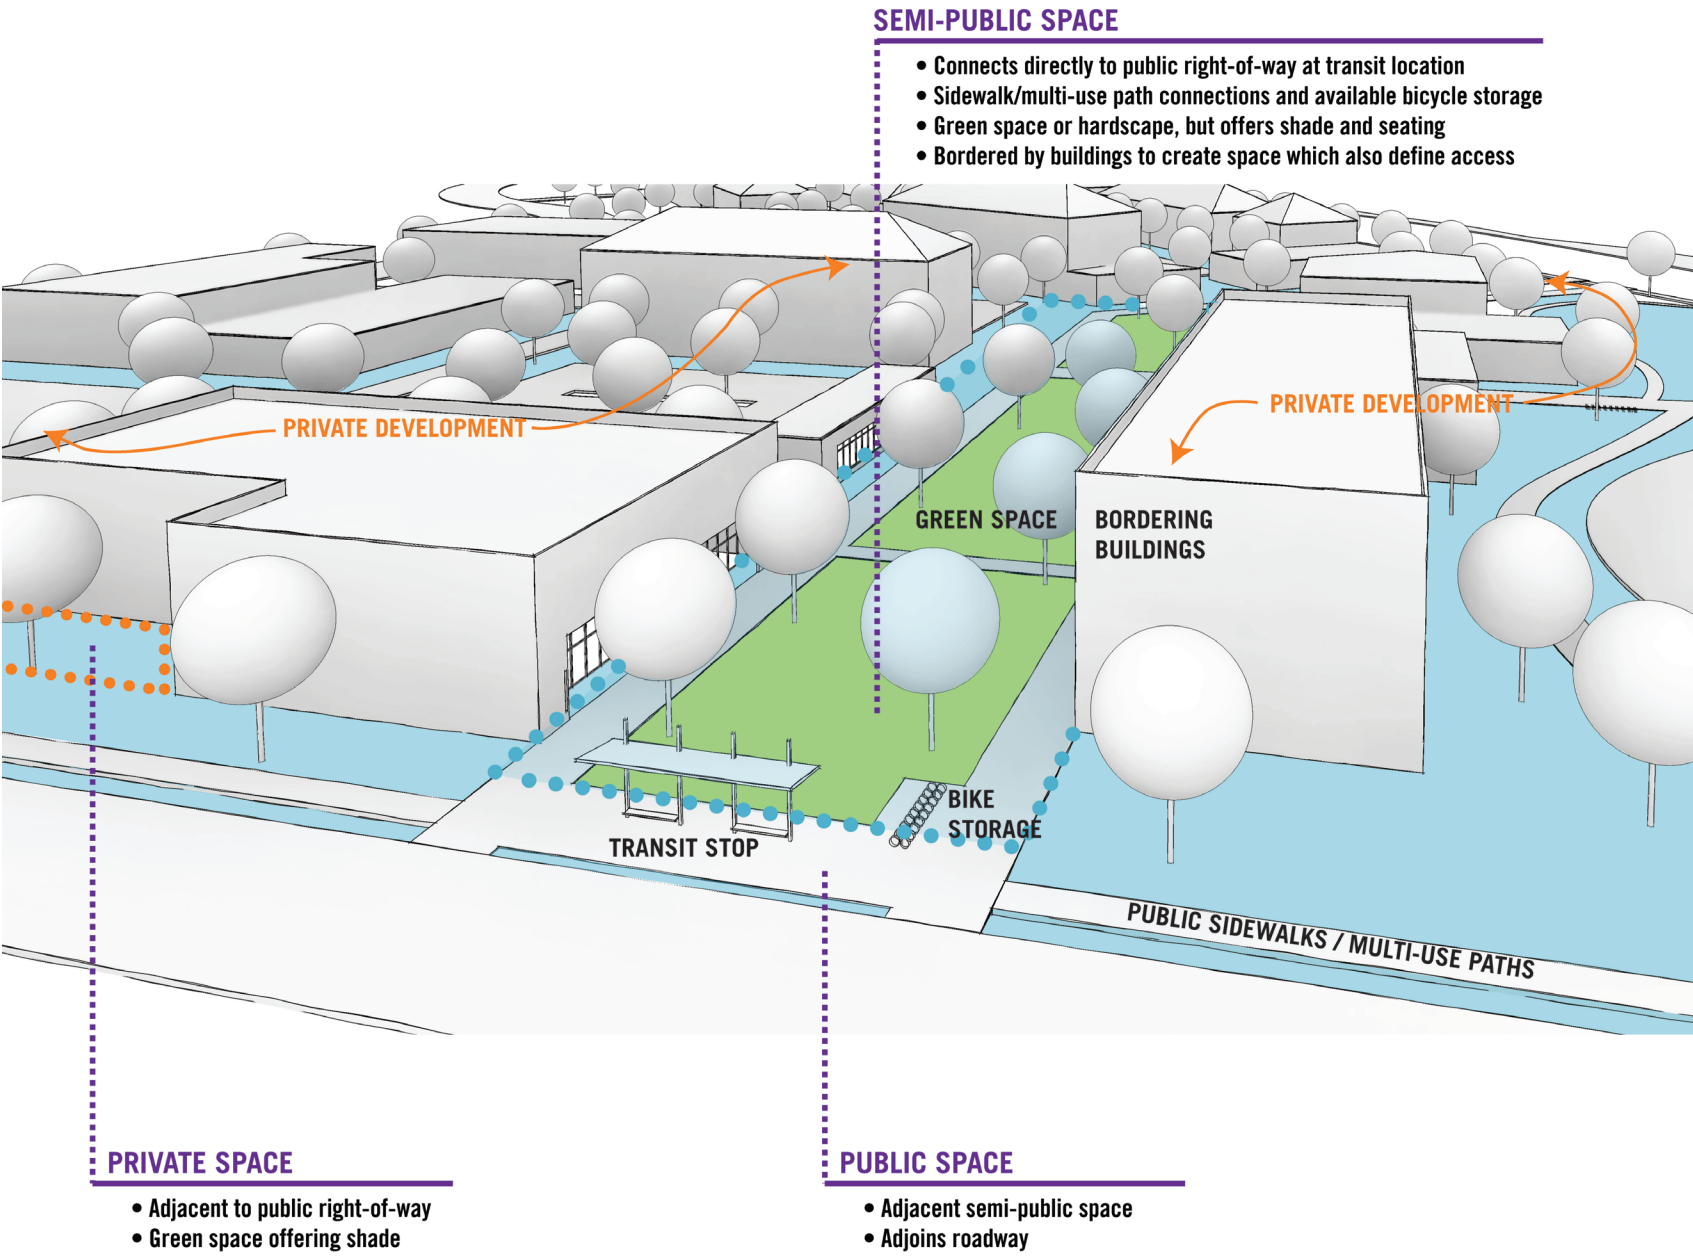 SEMI-PUBLIC SPACE
• Connects directly to public right-of-way at transit location
• Sidewalk/multi-use path connections and available bicycle storage
• Green space or hardscape, but offers shade and seating
• Bordered by buildings to create space which also define access
PRIVATE DEVELOPMENT
PRIVATE DEVELOPMENT
GREEN SPACE
BORDERING
BUILDINGS
BIKE
STORAGE
TRANSIT STOP
PUBLIC SIDEWALKS / MULTI-USE PATHS
PRIVATE SPACE
• Adjacent to public right-of-way
• Green space offering shade
PUBLIC SPACE
• Adjacent semi-public space
• Adjoins roadway